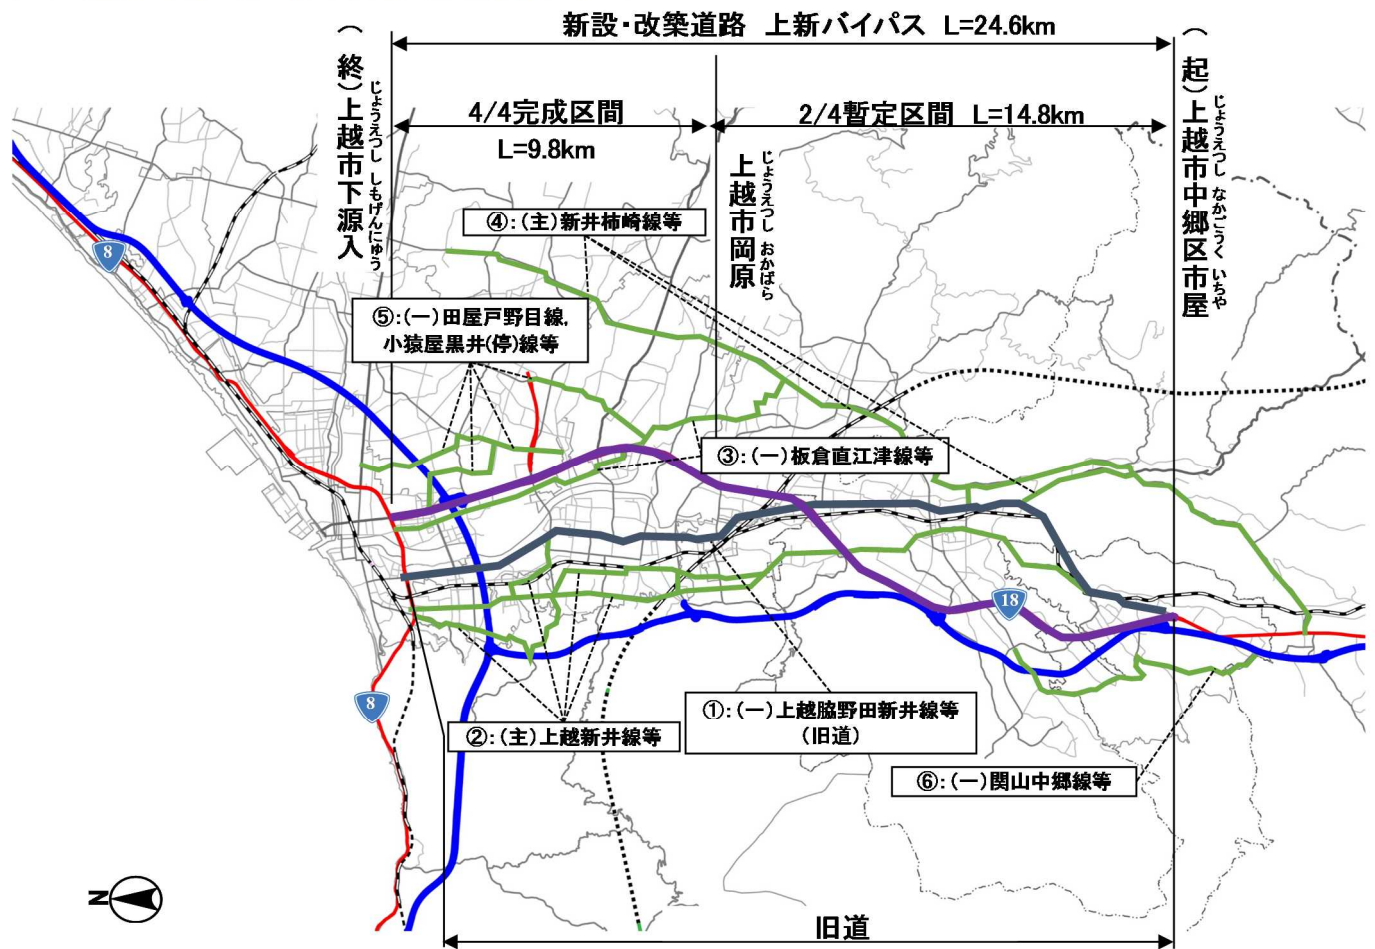 新設・改築道路 上新バイパス L=24.6km
(終)上越市下源入
じょうえつし しもげんにゅう
4/4完成区間
L=9.8km
2/4暫定区間 L=14.8km
(起)上越市中郷区市屋
じょうえつし なかごうく いちや
上越市岡原
じょうえつし おかばら
④:(主)新井柿崎線等
8
⑤:(一)田屋戸野目線,
小猿屋黒井(停)線等
③:(一)板倉直江津線等
18
8
②:(主)上越新井線等
①:(一)上越脇野田新井線等
(旧道)
⑥:(一)関山中郷線等
N
旧道